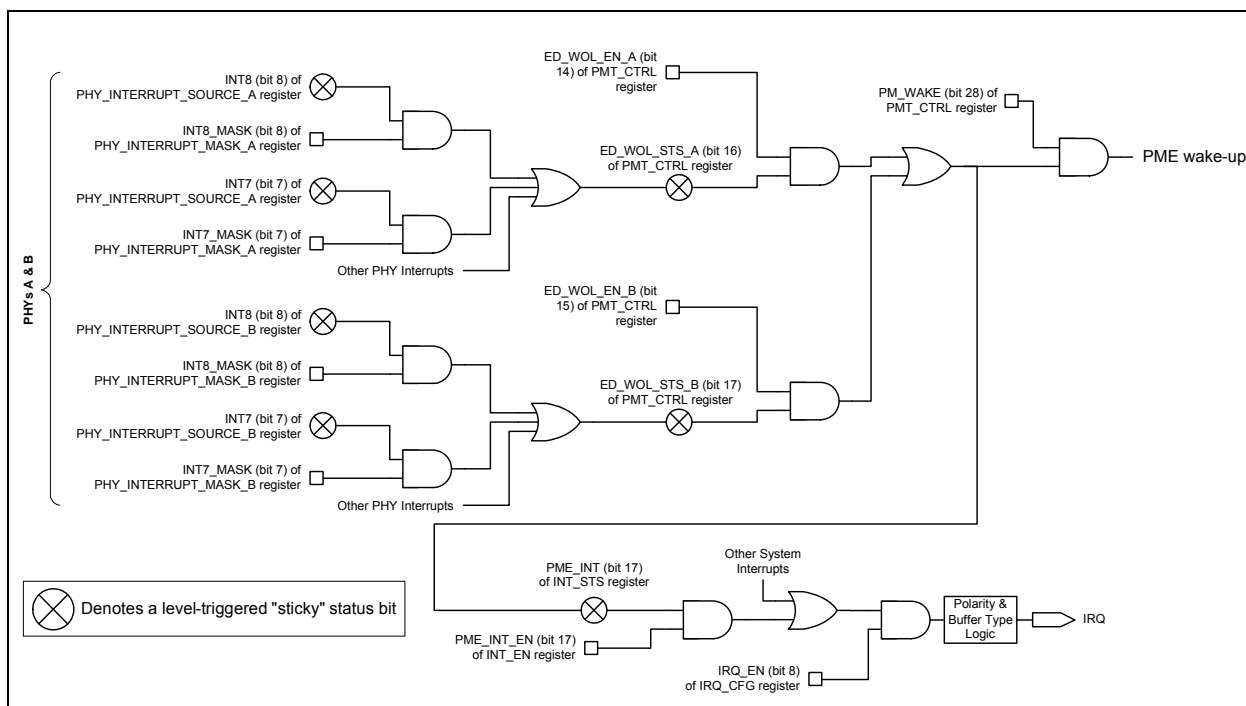 INT8 (bit 8) of
PHY_INTERRUPT_SOURCE_A register
INT8_MASK (bit 8) of
PHY_INTERRUPT_MASK_A register
INT7 (bit 7) of
PHY_INTERRUPT_SOURCE_A register
INT7_MASK (bit 7) of
PHY_INTERRUPT_MASK_A register
Other PHY Interrupts
ED_WOL_EN_A (bit
14) of PMT_CTRL
register
ED_WOL_STS_A (bit 16)
of PMT_CTRL register
PM_WAKE (bit 28) of
PMT_CTRL register
PME wake-up
PHYs A & B
INT8 (bit 8) of
PHY_INTERRUPT_SOURCE_B register
INT8_MASK (bit 8) of
PHY_INTERRUPT_MASK_B register
INT7 (bit 7) of
PHY_INTERRUPT_SOURCE_B register
INT7_MASK (bit 7) of
PHY_INTERRUPT_MASK_B register
Other PHY Interrupts
ED_WOL_EN_B (bit
15) of PMT_CTRL
register
ED_WOL_STS_B (bit 17)
of PMT_CTRL register
Denotes a level-triggered "sticky" status bit
PME_INT (bit 17)
of INT_STS register
PME_INT_EN (bit 17)
of INT_EN register
Other System
Interrupts
IRQ_EN (bit 8)
of IRQ_CFG register
Polarity &
Buffer Type
Logic
IRQ